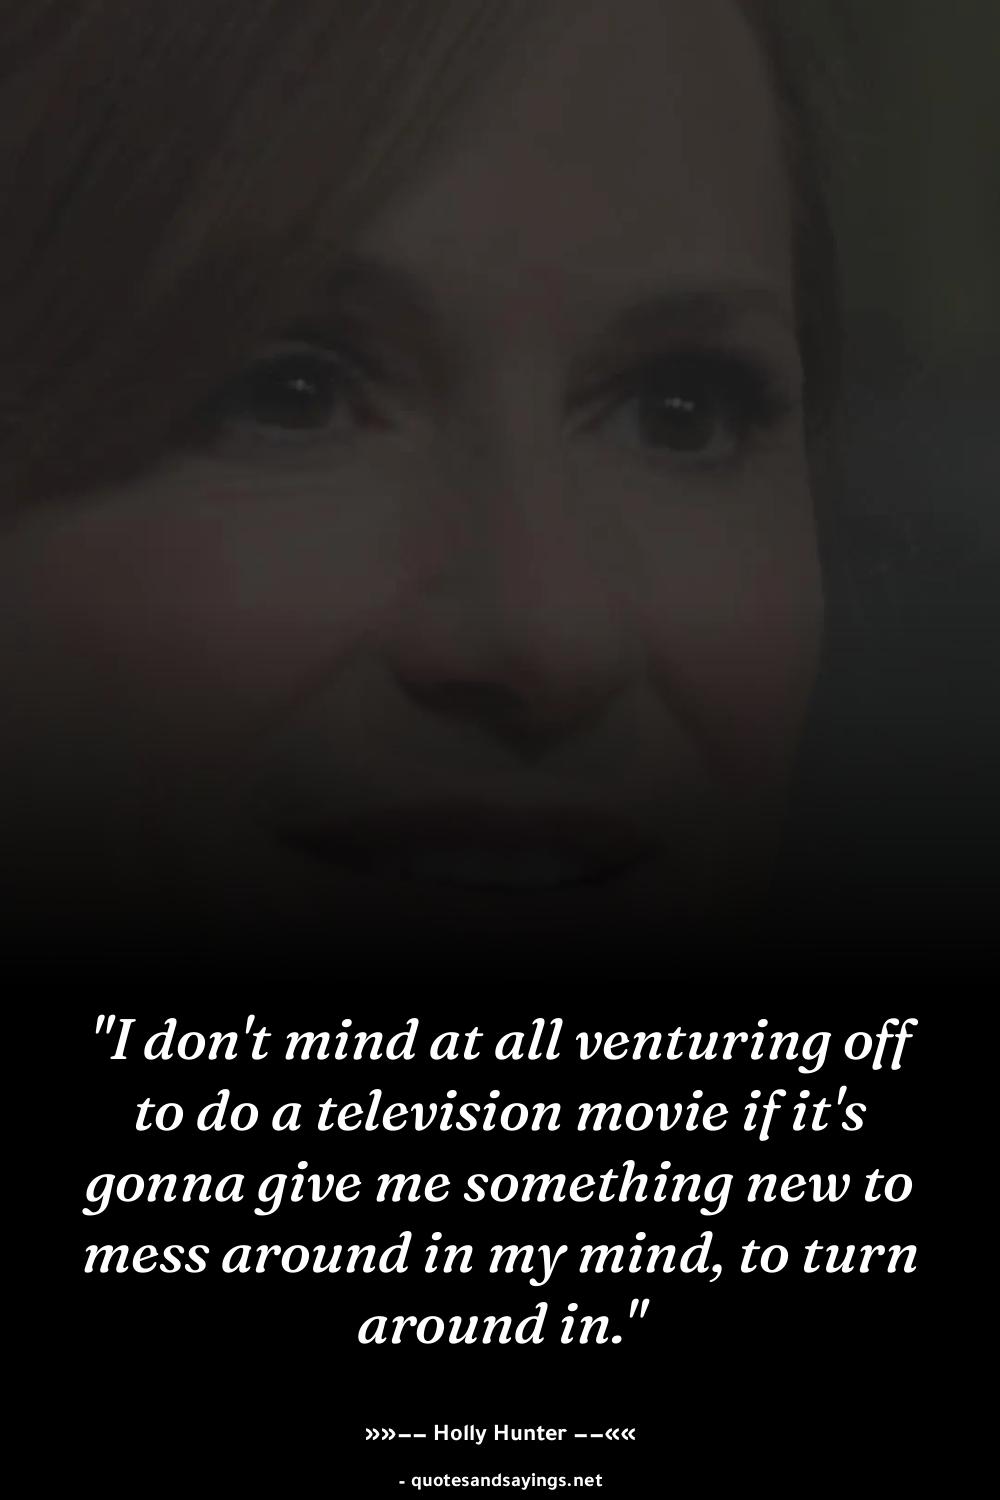 "I don't mind at all venturing off
to do a television movie if it's
gonna give me something new to
mess around in my mind, to turn
around in."
»»–– Holly Hunter ––««
- quotesandsayings.net